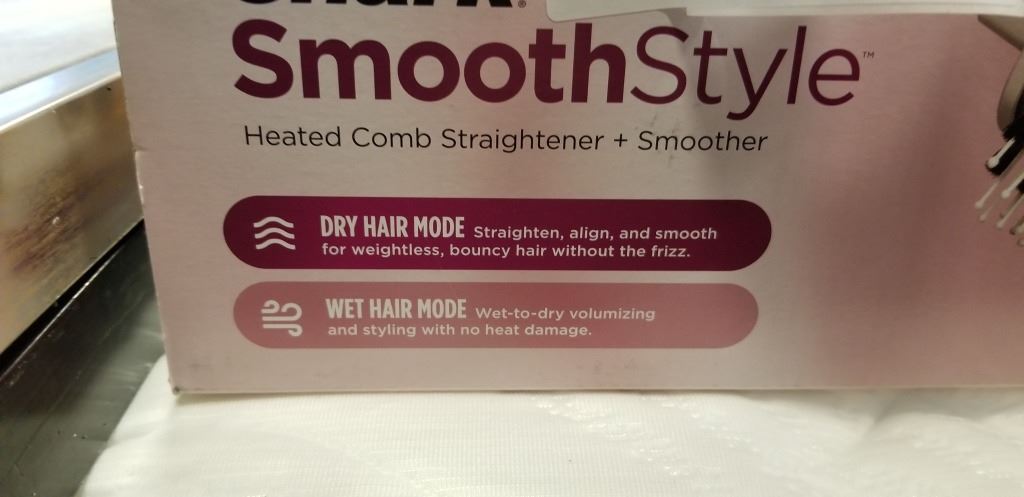 SmoothStyle™
Heated Comb Straightener + Smoother
DRY HAIR MODE Straighten, align, and smooth
for weightless, bouncy hair without the frizz.
WET HAIR MODE Wet-to-dry volumizing
and styling with no heat damage.